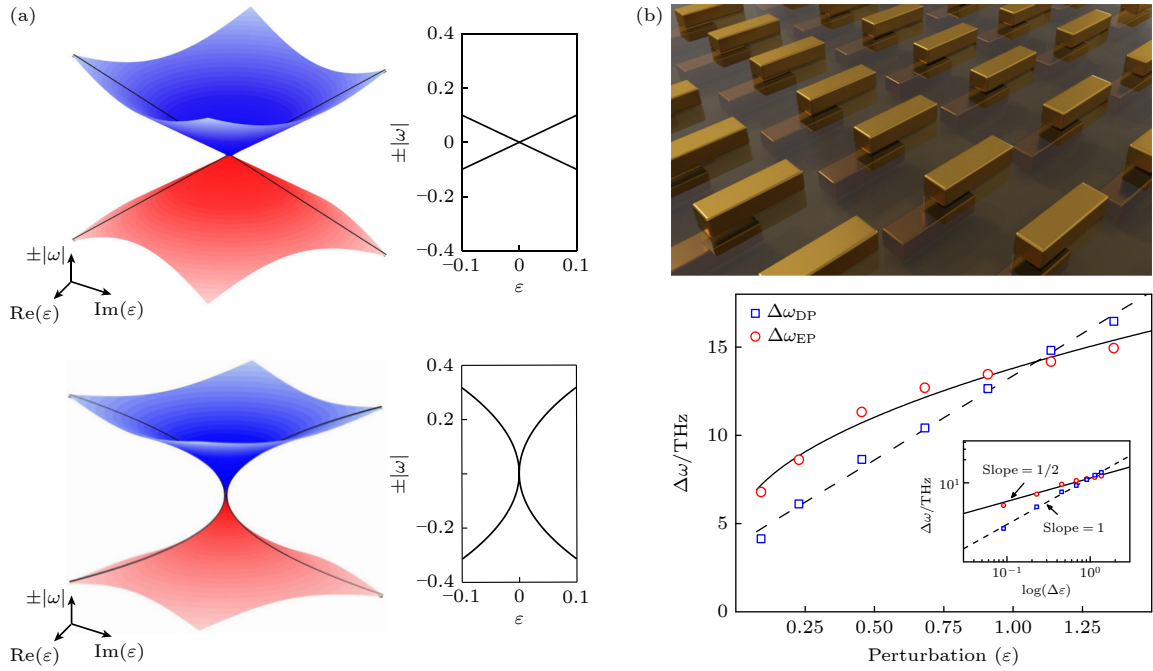 (a)
±|ω|
Re(ε)
Im(ε)
0.4
0.2
0
−0.2
−0.4
±|ω|
−0.1
0
0.1
ε
±|ω|
Re(ε)
Im(ε)
0.4
0.2
0
−0.2
−0.4
±|ω|
−0.1
0
0.1
ε
(b)
Δω_DP
Δω_EP
15
10
5
0
Δω/THz
0.25
0.50
0.75
1.00
1.25
Perturbation (ε)
Slope = 1/2
Slope = 1
10¹
Δω/THz
10⁻¹
10⁰
log(Δε)